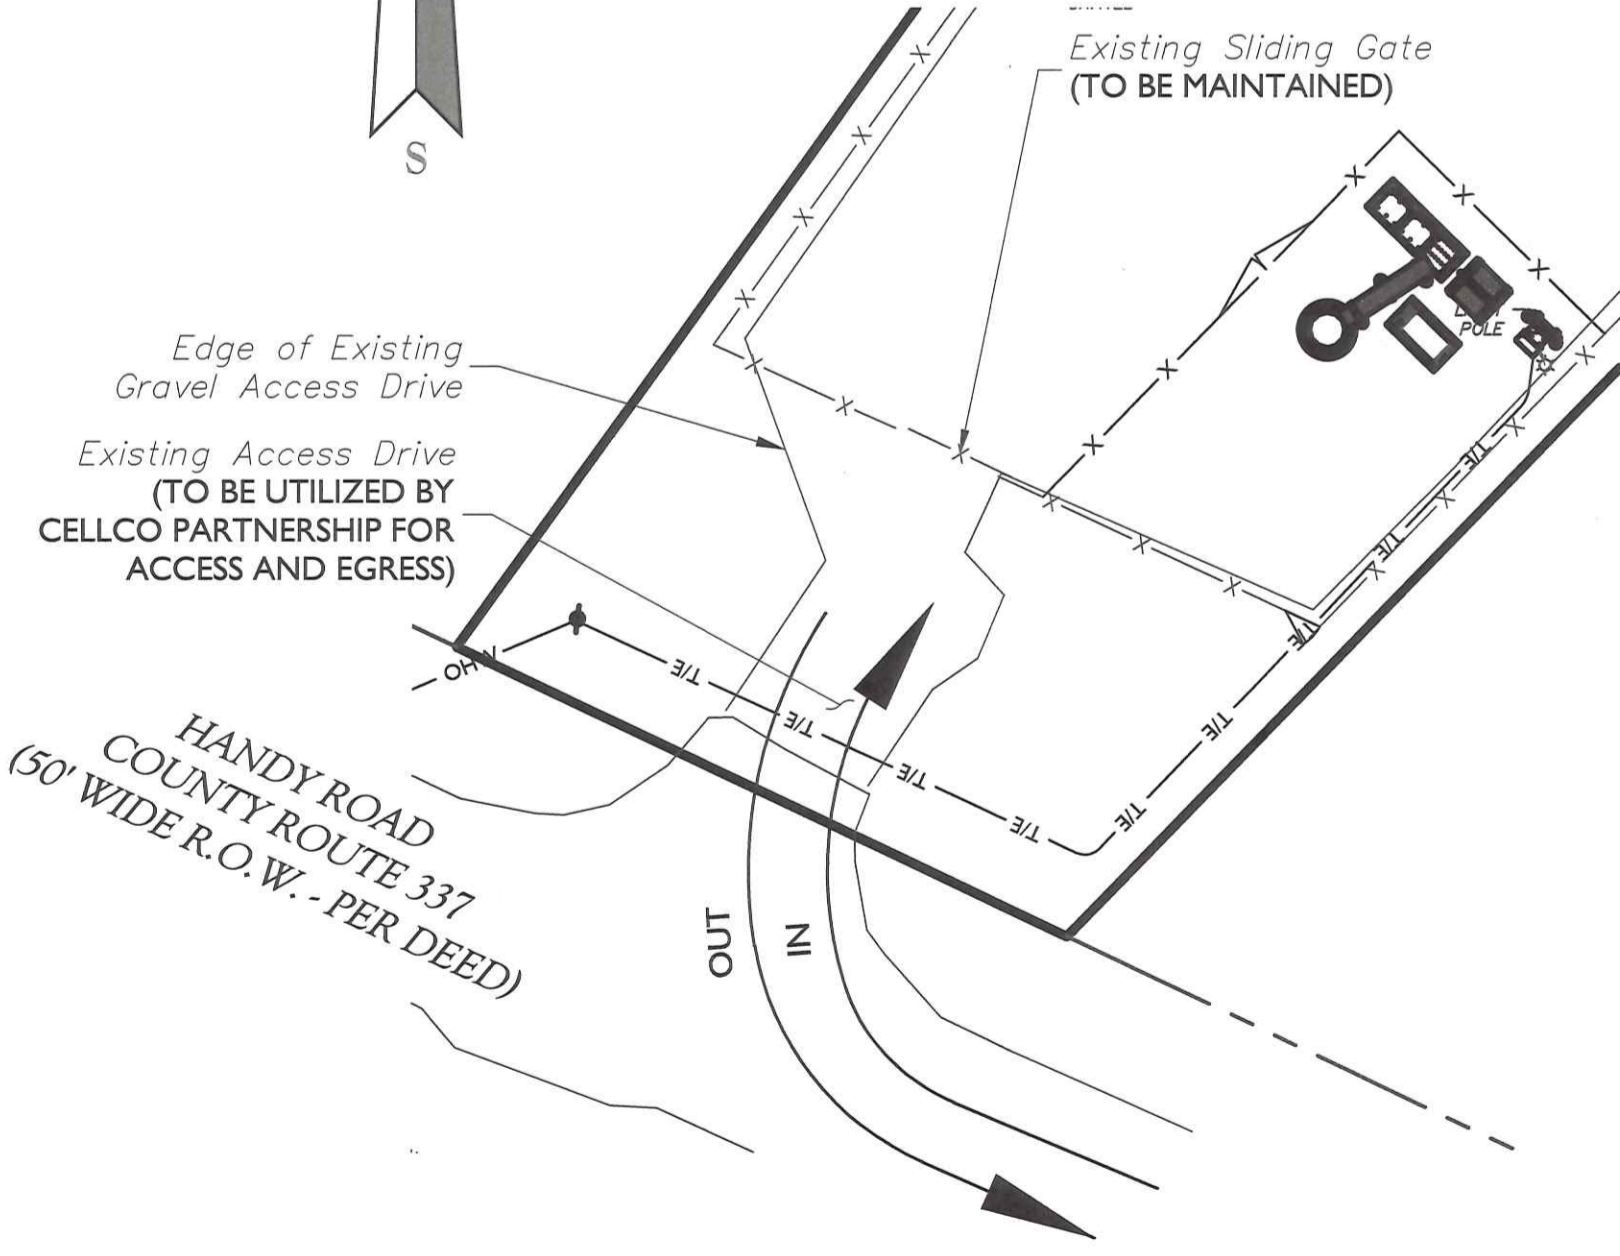 S
Existing Sliding Gate
(TO BE MAINTAINED)
POLE
Edge of Existing
Gravel Access Drive
Existing Access Drive
(TO BE UTILIZED BY
CELLCO PARTNERSHIP FOR
ACCESS AND EGRESS)
HANDY ROAD
COUNTY ROUTE 337
(50' WIDE R.O.W. - PER DEED)
T/E
T/E
T/E
T/E
T/E
T/E
T/E
T/E
T/E
OUT
IN